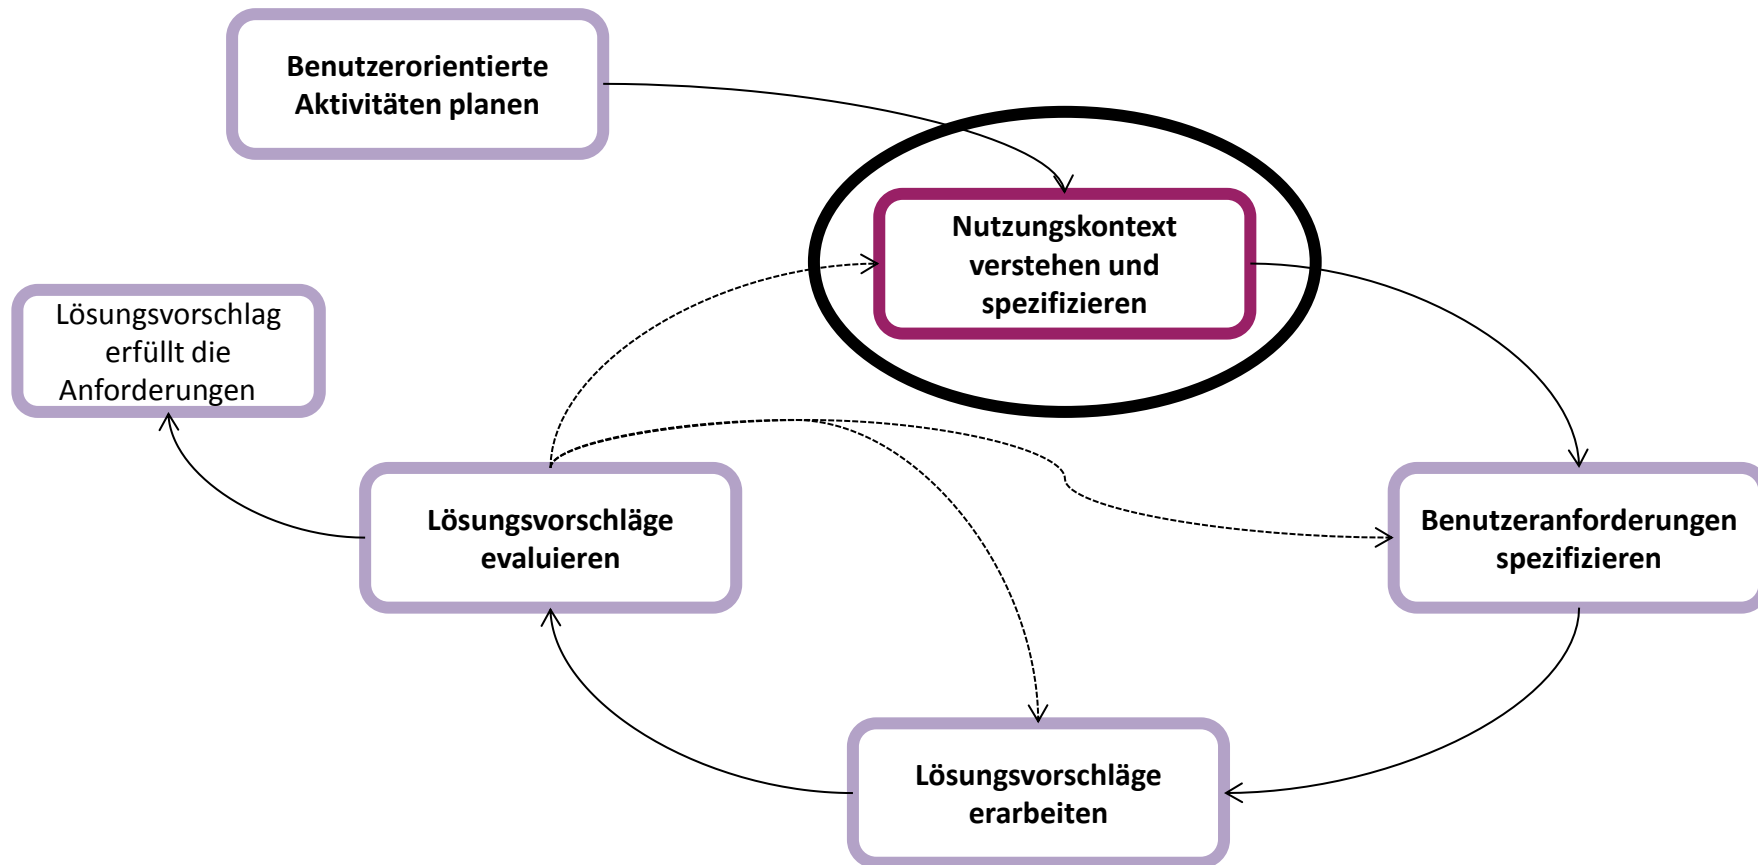 Benutzerorientierte
Aktivitäten planen
Nutzungskontext
verstehen und
spezifizieren
Lösungsvorschlag
erfüllt die
Anforderungen
Lösungsvorschläge
evaluieren
Benutzeranforderungen
spezifizieren
Lösungsvorschläge
erarbeiten